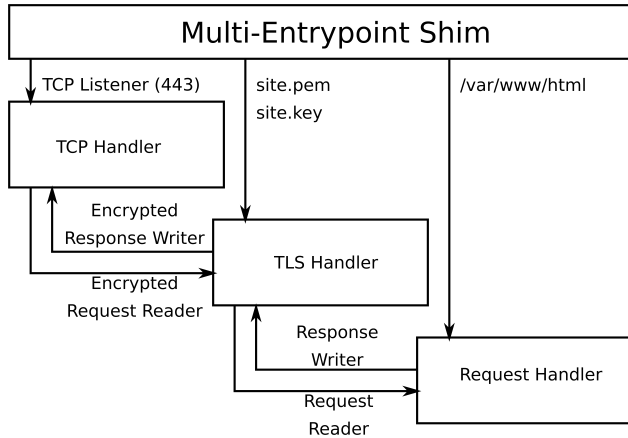 Multi-Entrypoint Shim
TCP Listener (443)
site.pem
site.key
/var/www/html
TCP Handler
Encrypted
Response Writer
TLS Handler
Encrypted
Request Reader
Response
Writer
Request Handler
Request
Reader